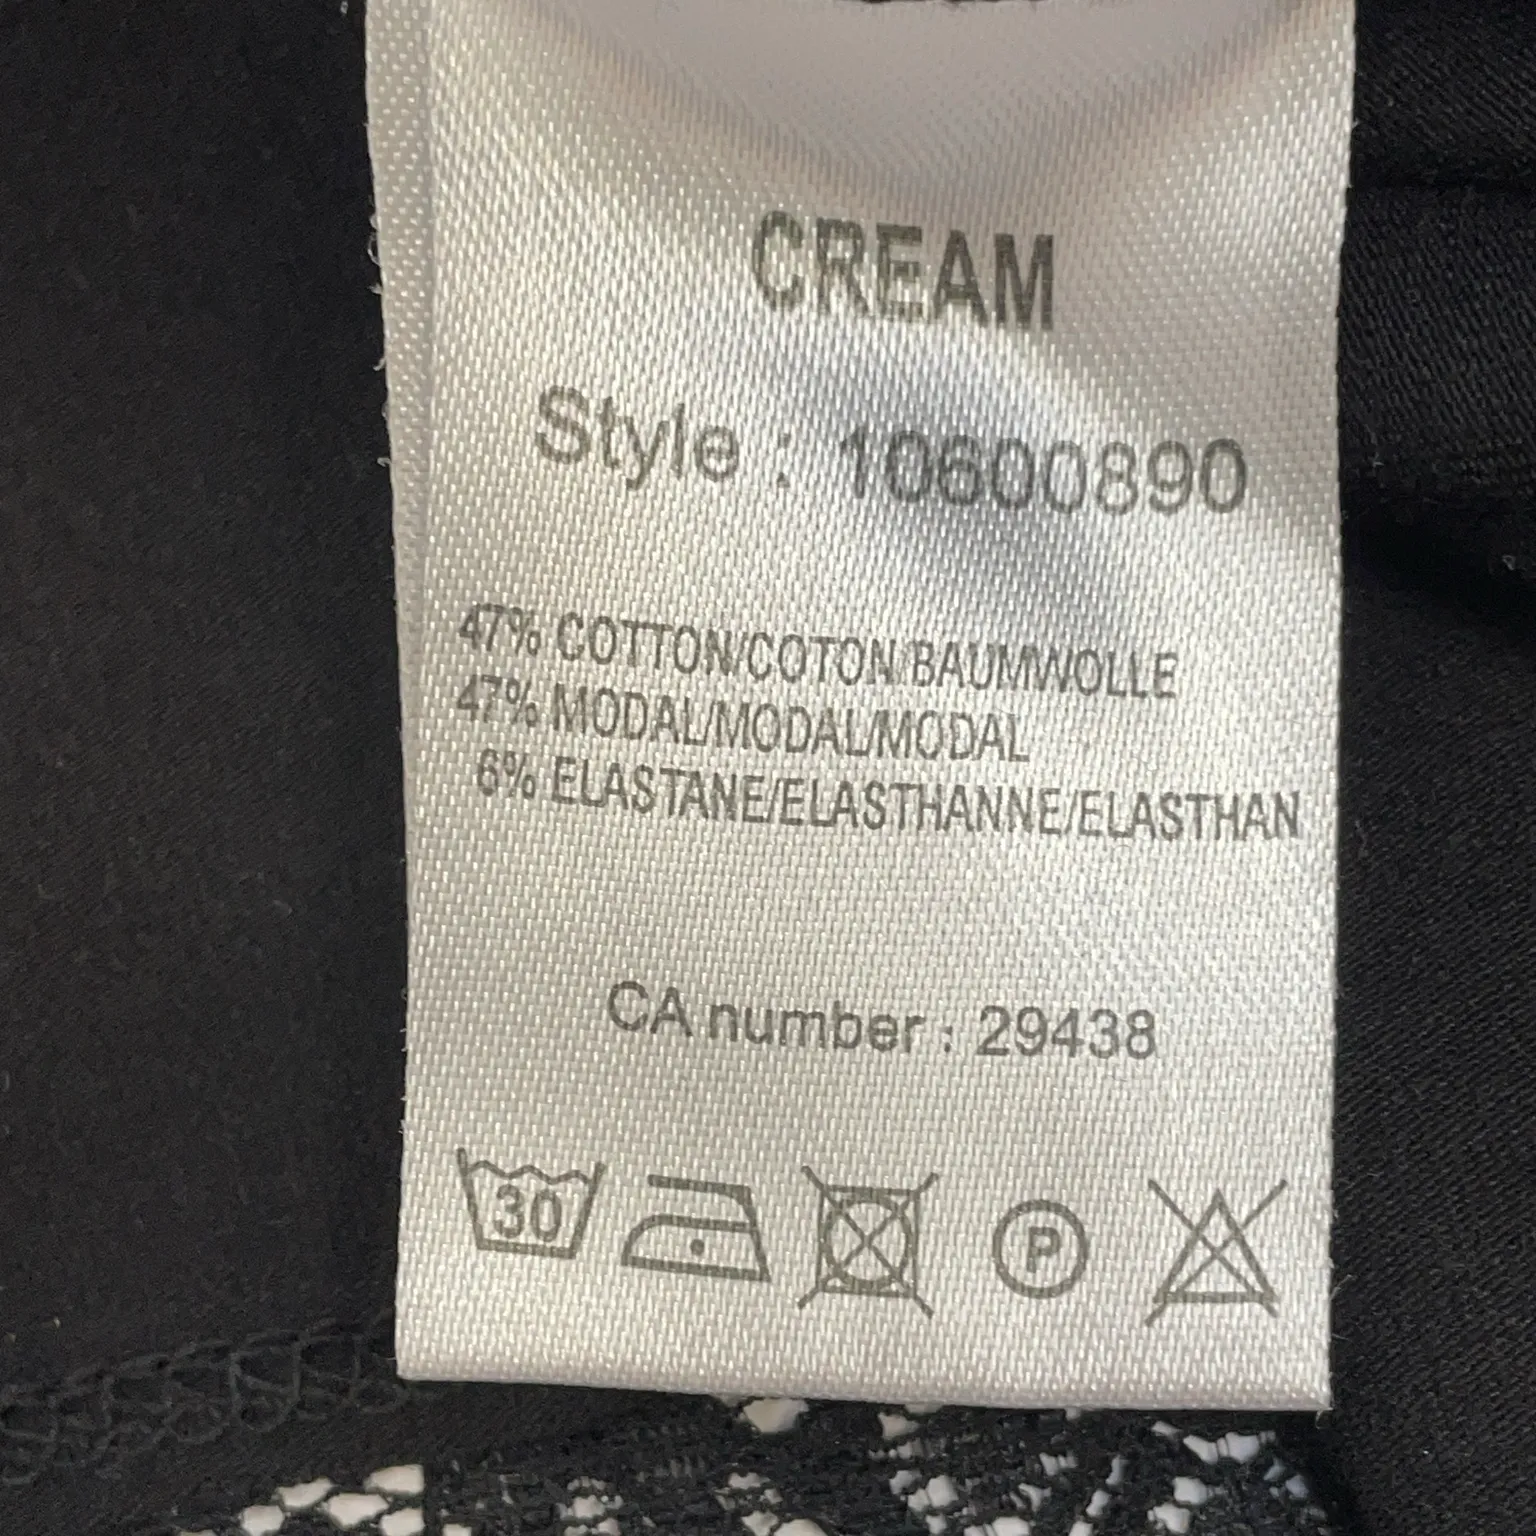 CREAM
Style : 10600890
47% COTTON/COTON/BAUMWOLLE
47% MODAL/MODAL/MODAL
6% ELASTANE/ELASTHANNE/ELASTHAN
CA number : 29438
30 P